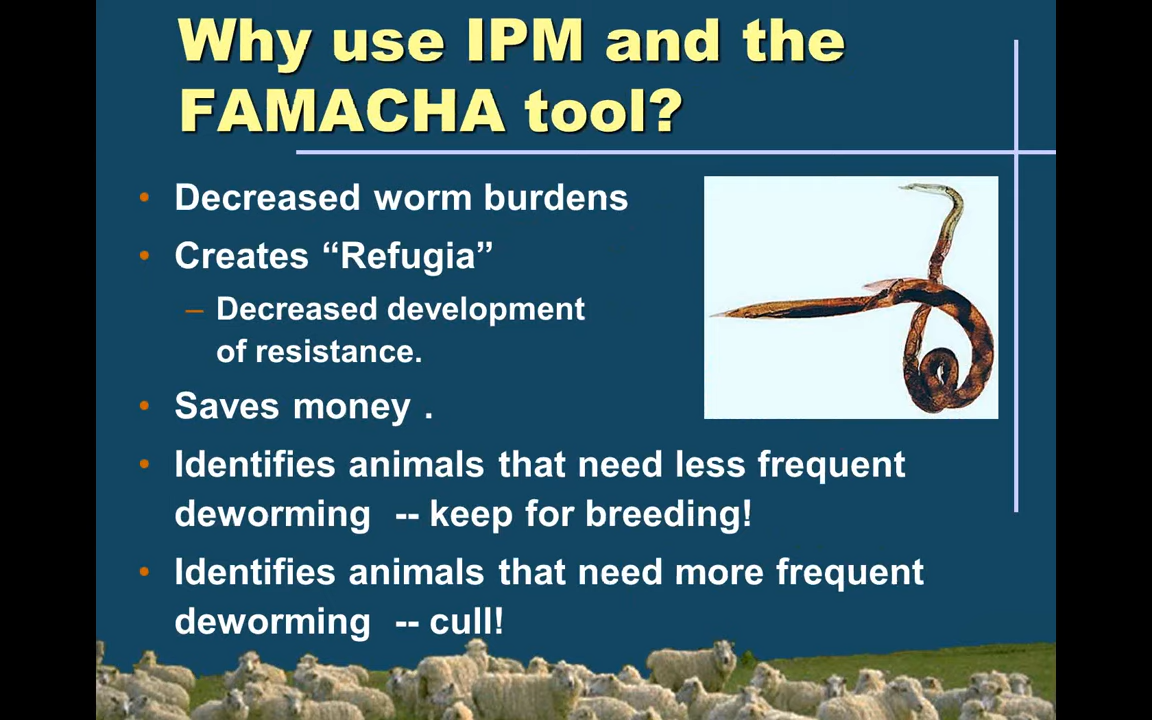 Why use IPM and the
FAMACHA tool?
• Decreased worm burdens
• Creates “Refugia”
– Decreased development
of resistance.
• Saves money .
• Identifies animals that need less frequent
deworming -- keep for breeding!
• Identifies animals that need more frequent
deworming -- cull!